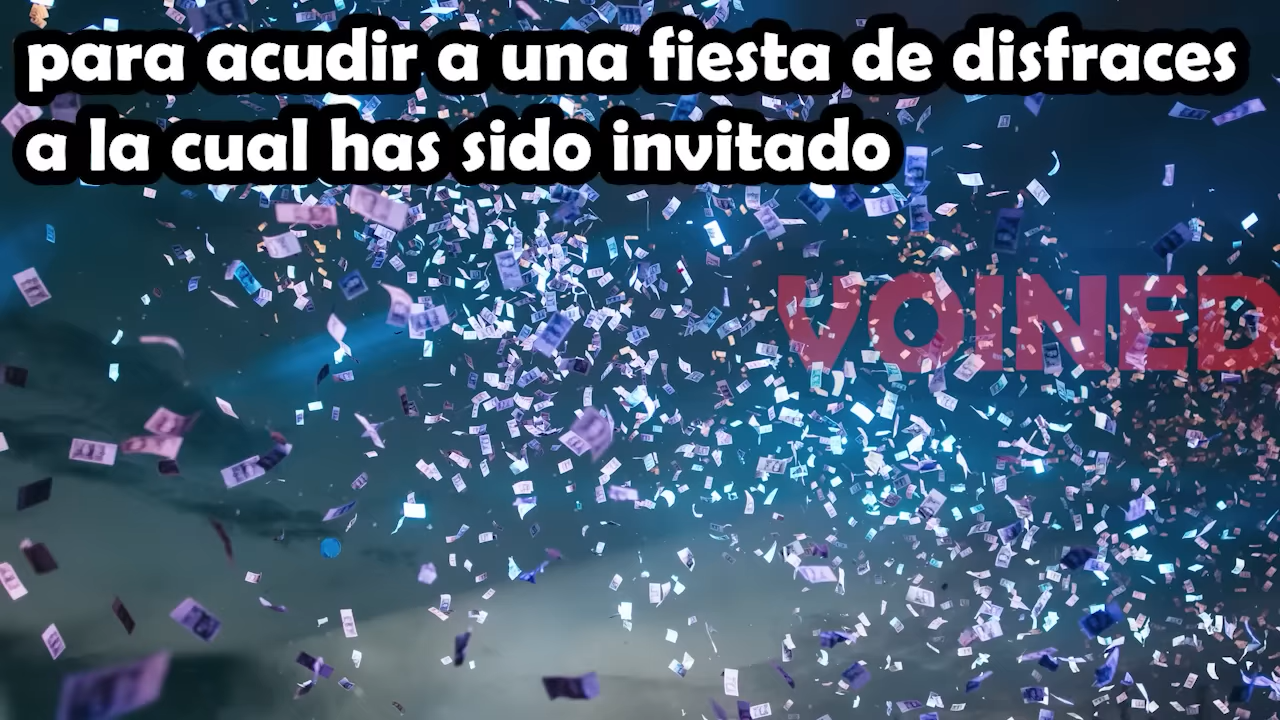 para acudir a una fiesta de disfraces
a la cual has sido invitado
VOINED